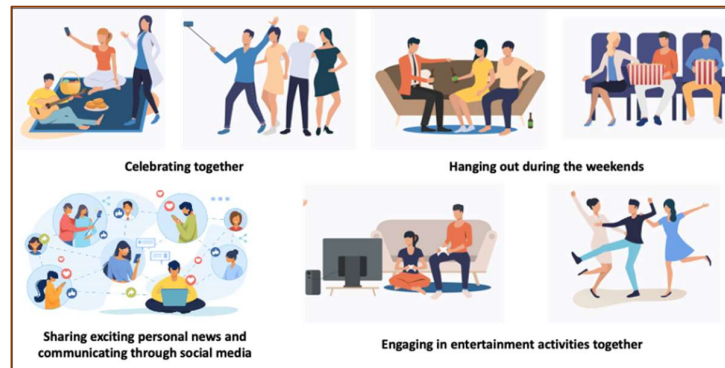 Celebrating together
Hanging out during the weekends
Sharing exciting personal news and
communicating through social media
Engaging in entertainment activities together